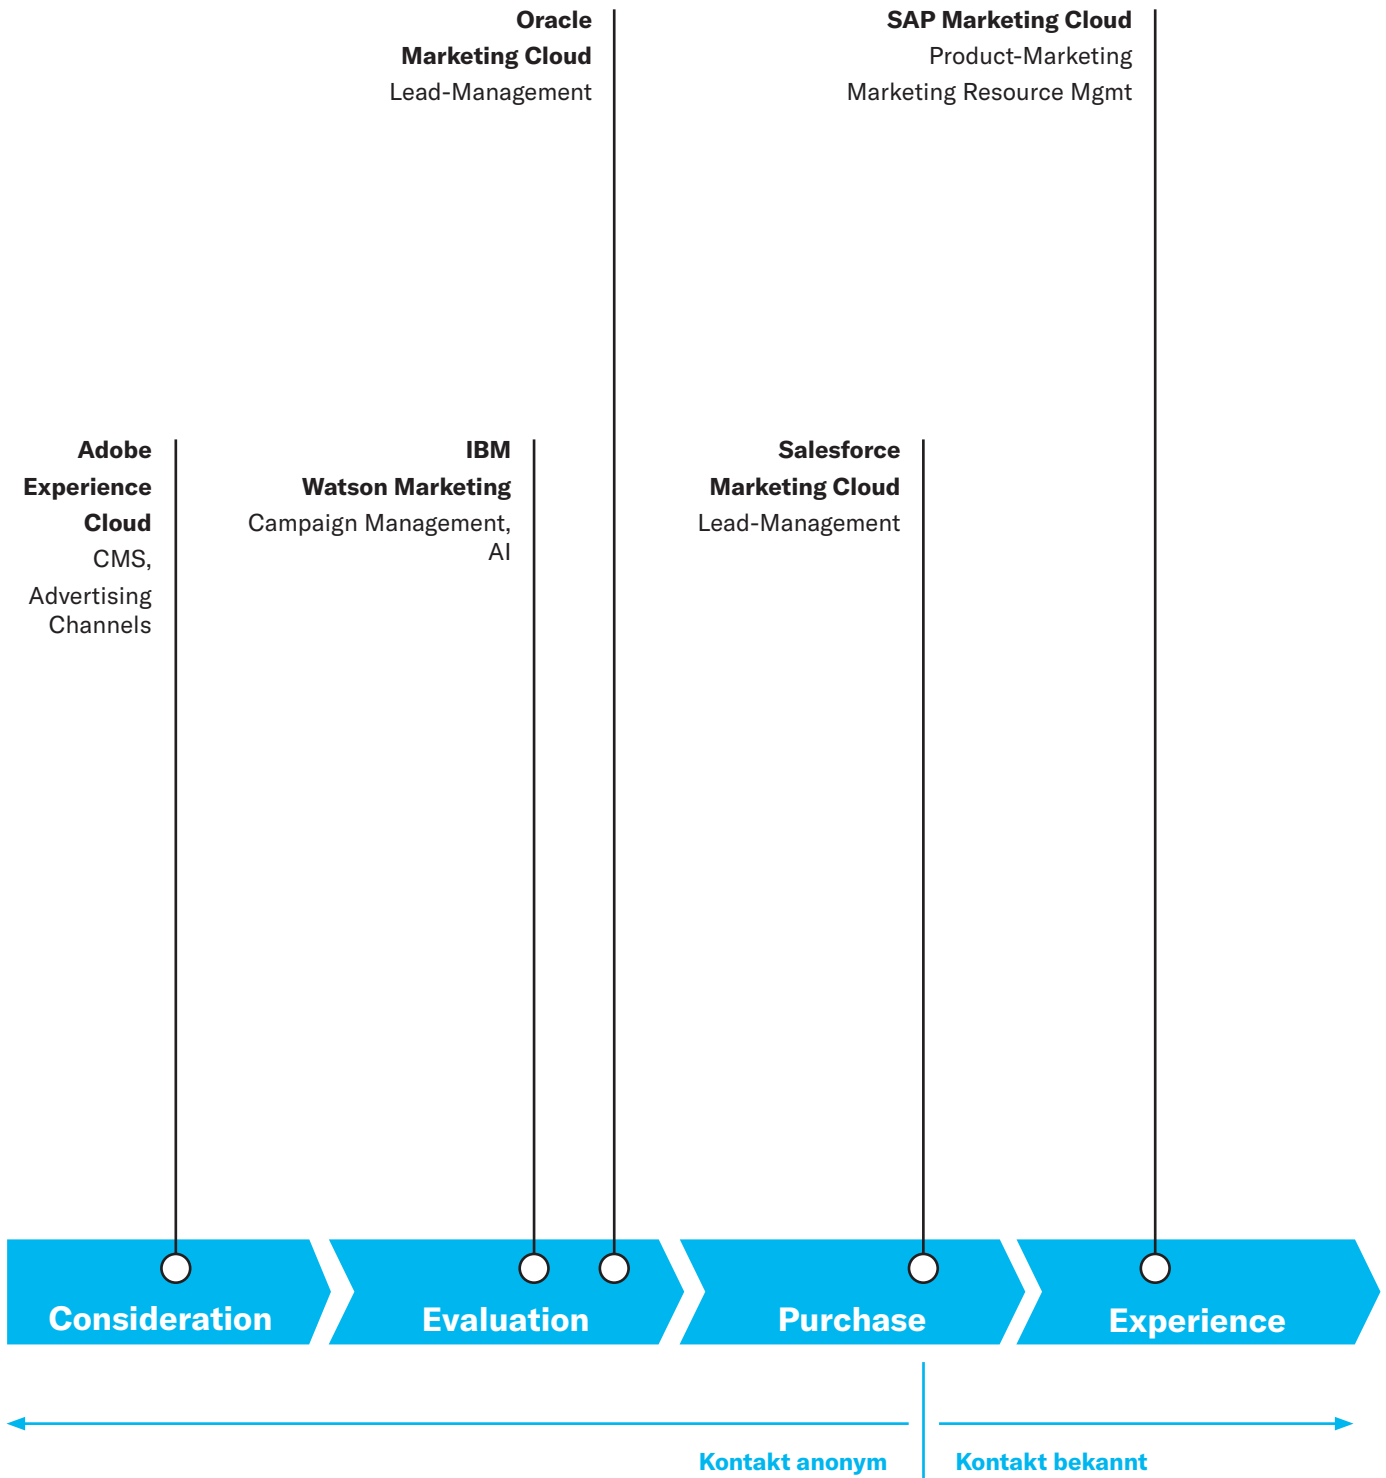 Oracle
Marketing Cloud
Lead-Management
SAP Marketing Cloud
Product-Marketing
Marketing Resource Mgmt
Adobe
Experience
Cloud
CMS,
Advertising
Channels
IBM
Watson Marketing
Campaign Management,
AI
Salesforce
Marketing Cloud
Lead-Management
Consideration
Evaluation
Purchase
Experience
Kontakt anonym
Kontakt bekannt